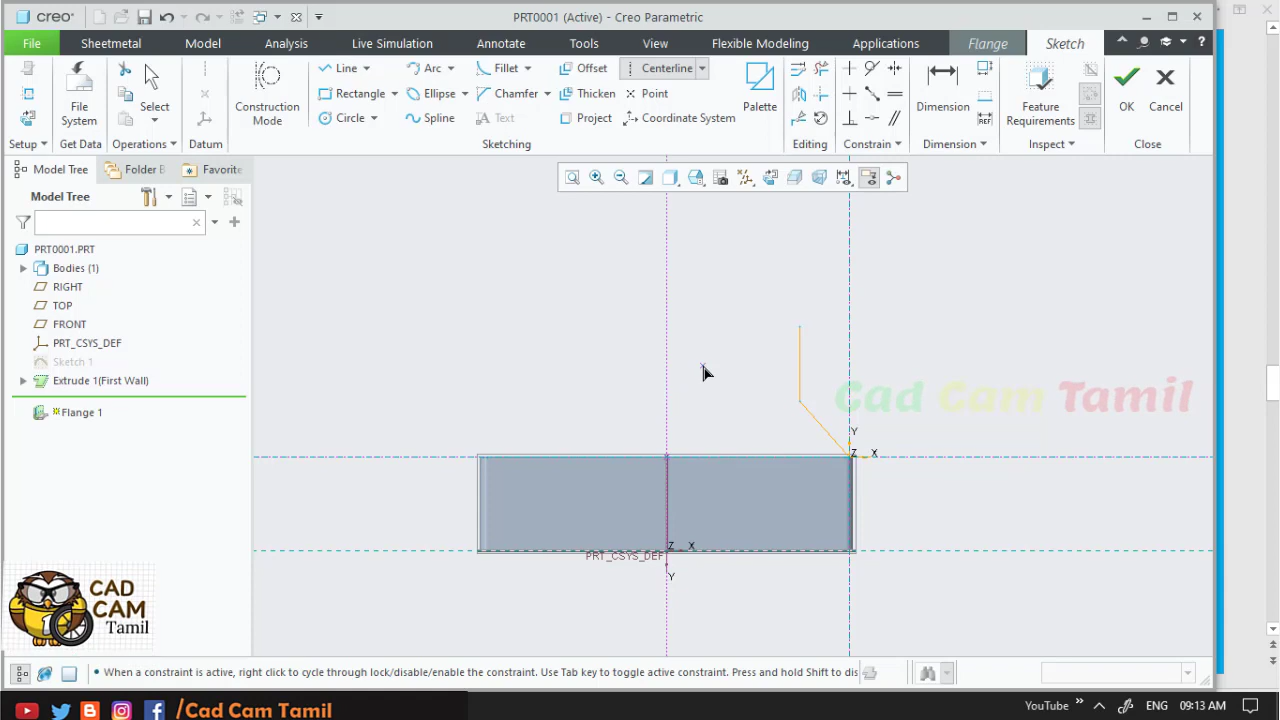 creo PRT0001 (Active) - Creo Parametric
File Sheetmetal Model Analysis Live Simulation Annotate Tools View Flexible Modeling Applications Flange Sketch
Line Arc Fillet Offset Centerline
Rectangle Ellipse Chamfer Thicken Point
Circle Spline Text Project Coordinate System
File System Select Construction Mode Palette Dimension Feature Requirements OK Cancel
Setup Get Data Operations Datum Sketching Editing Constrain Dimension Inspect Close
Model Tree Folder B Favorite
Model Tree
PRT0001.PRT
Bodies (1)
RIGHT
TOP
FRONT
PRT_CSYS_DEF
Sketch 1
Extrude 1(First Wall)
Flange 1
Cad Cam Tamil
Y
Z X
Z X
PRT_CSYS_DEF
Y
CAD
CAM
Tamil
• When a constraint is active, right click to cycle through lock/disable/enable the constraint. Use Tab key to toggle active constraint. Press and hold Shift to dis
/Cad Cam Tamil YouTube ENG 09:13 AM